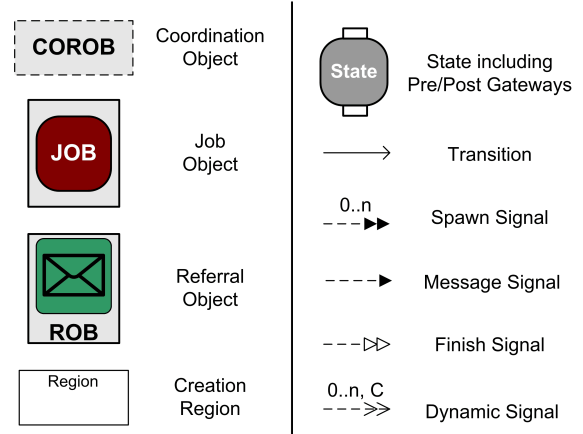 COROB
Coordination
Object
JOB
Job
Object
ROB
Referral
Object
Region
Creation
Region
State
State including
Pre/Post Gateways
Transition
0..n
Spawn Signal
Message Signal
Finish Signal
0..n, C
Dynamic Signal